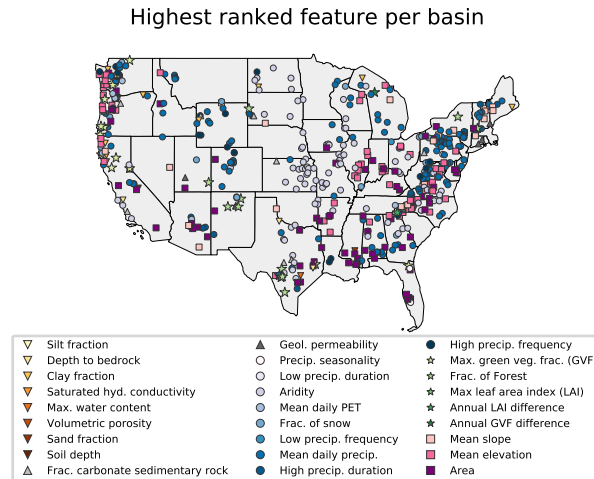 Highest ranked feature per basin
Silt fraction
Depth to bedrock
Clay fraction
Saturated hyd. conductivity
Max. water content
Volumetric porosity
Sand fraction
Soil depth
Frac. carbonate sedimentary rock
Geol. permeability
Precip. seasonality
Low precip. duration
Aridity
Mean daily PET
Frac. of snow
Low precip. frequency
Mean daily precip.
High precip. duration
High precip. frequency
Max. green veg. frac. (GVF
Frac. of Forest
Max leaf area index (LAI)
Annual LAI difference
Annual GVF difference
Mean slope
Mean elevation
Area